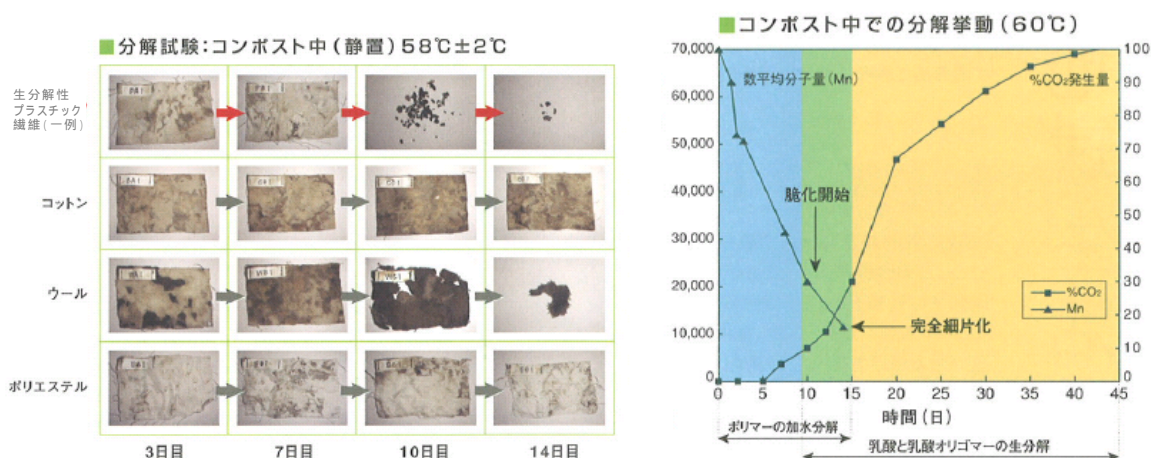 ■分解試験:コンポスト中(静置)58℃±2℃
生分解性
プラスチック
繊維(一例)
コットン
ウール
ポリエステル
3日目
7日目
10日目
14日目
■コンポスト中での分解挙動(60℃)
数平均分子量(Mn)
%CO₂発生量
70,000
60,000
50,000
40,000
30,000
20,000
10,000
0
100
90
80
70
60
50
40
30
20
10
0
脆化開始
完全細片化
%CO₂
Mn
0 5 10 15 20 25 30 35 40 45
時間(日)
ポリマーの加水分解
乳酸と乳酸オリゴマーの生分解